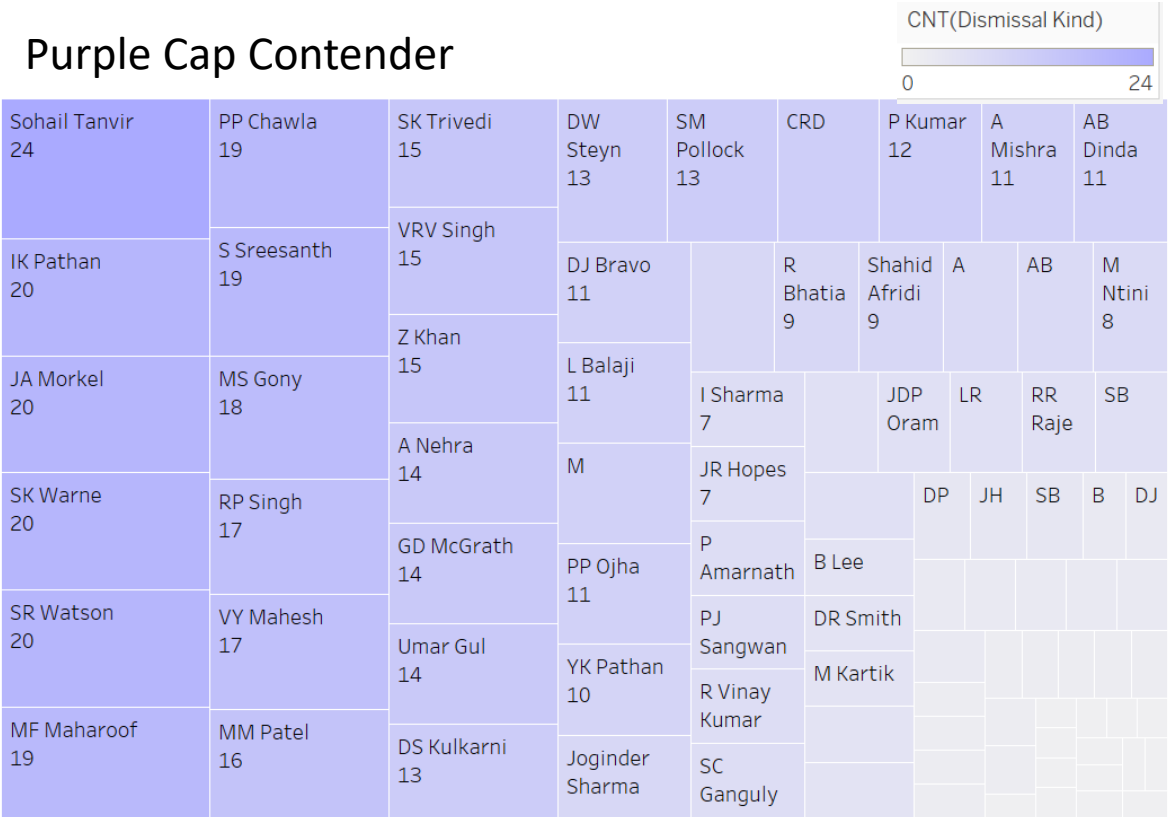 Purple Cap Contender
CNT(Dismissal Kind)
0
24
Sohail Tanvir
24
IK Pathan
20
JA Morkel
20
SK Warne
20
SR Watson
20
MF Maharoof
19
PP Chawla
19
S Sreesanth
19
MS Gony
18
RP Singh
17
VY Mahesh
17
MM Patel
16
SK Trivedi
15
VRV Singh
15
Z Khan
15
A Nehra
14
GD McGrath
14
Umar Gul
14
DS Kulkarni
13
DW
Steyn
13
SM
Pollock
13
CRD
P Kumar
12
A
Mishra
11
AB
Dinda
11
DJ Bravo
11
L Balaji
11
M
PP Ojha
11
YK Pathan
10
Joginder
Sharma
R
Bhatia
9
Shahid
Afridi
9
A
AB
M
Ntini
8
I Sharma
7
JR Hopes
7
P
Amarnath
PJ
Sangwan
R Vinay
Kumar
SC
Ganguly
JDP
Oram
LR
RR
Raje
SB
B Lee
DR Smith
M Kartik
DP
JH
SB
B
DJ